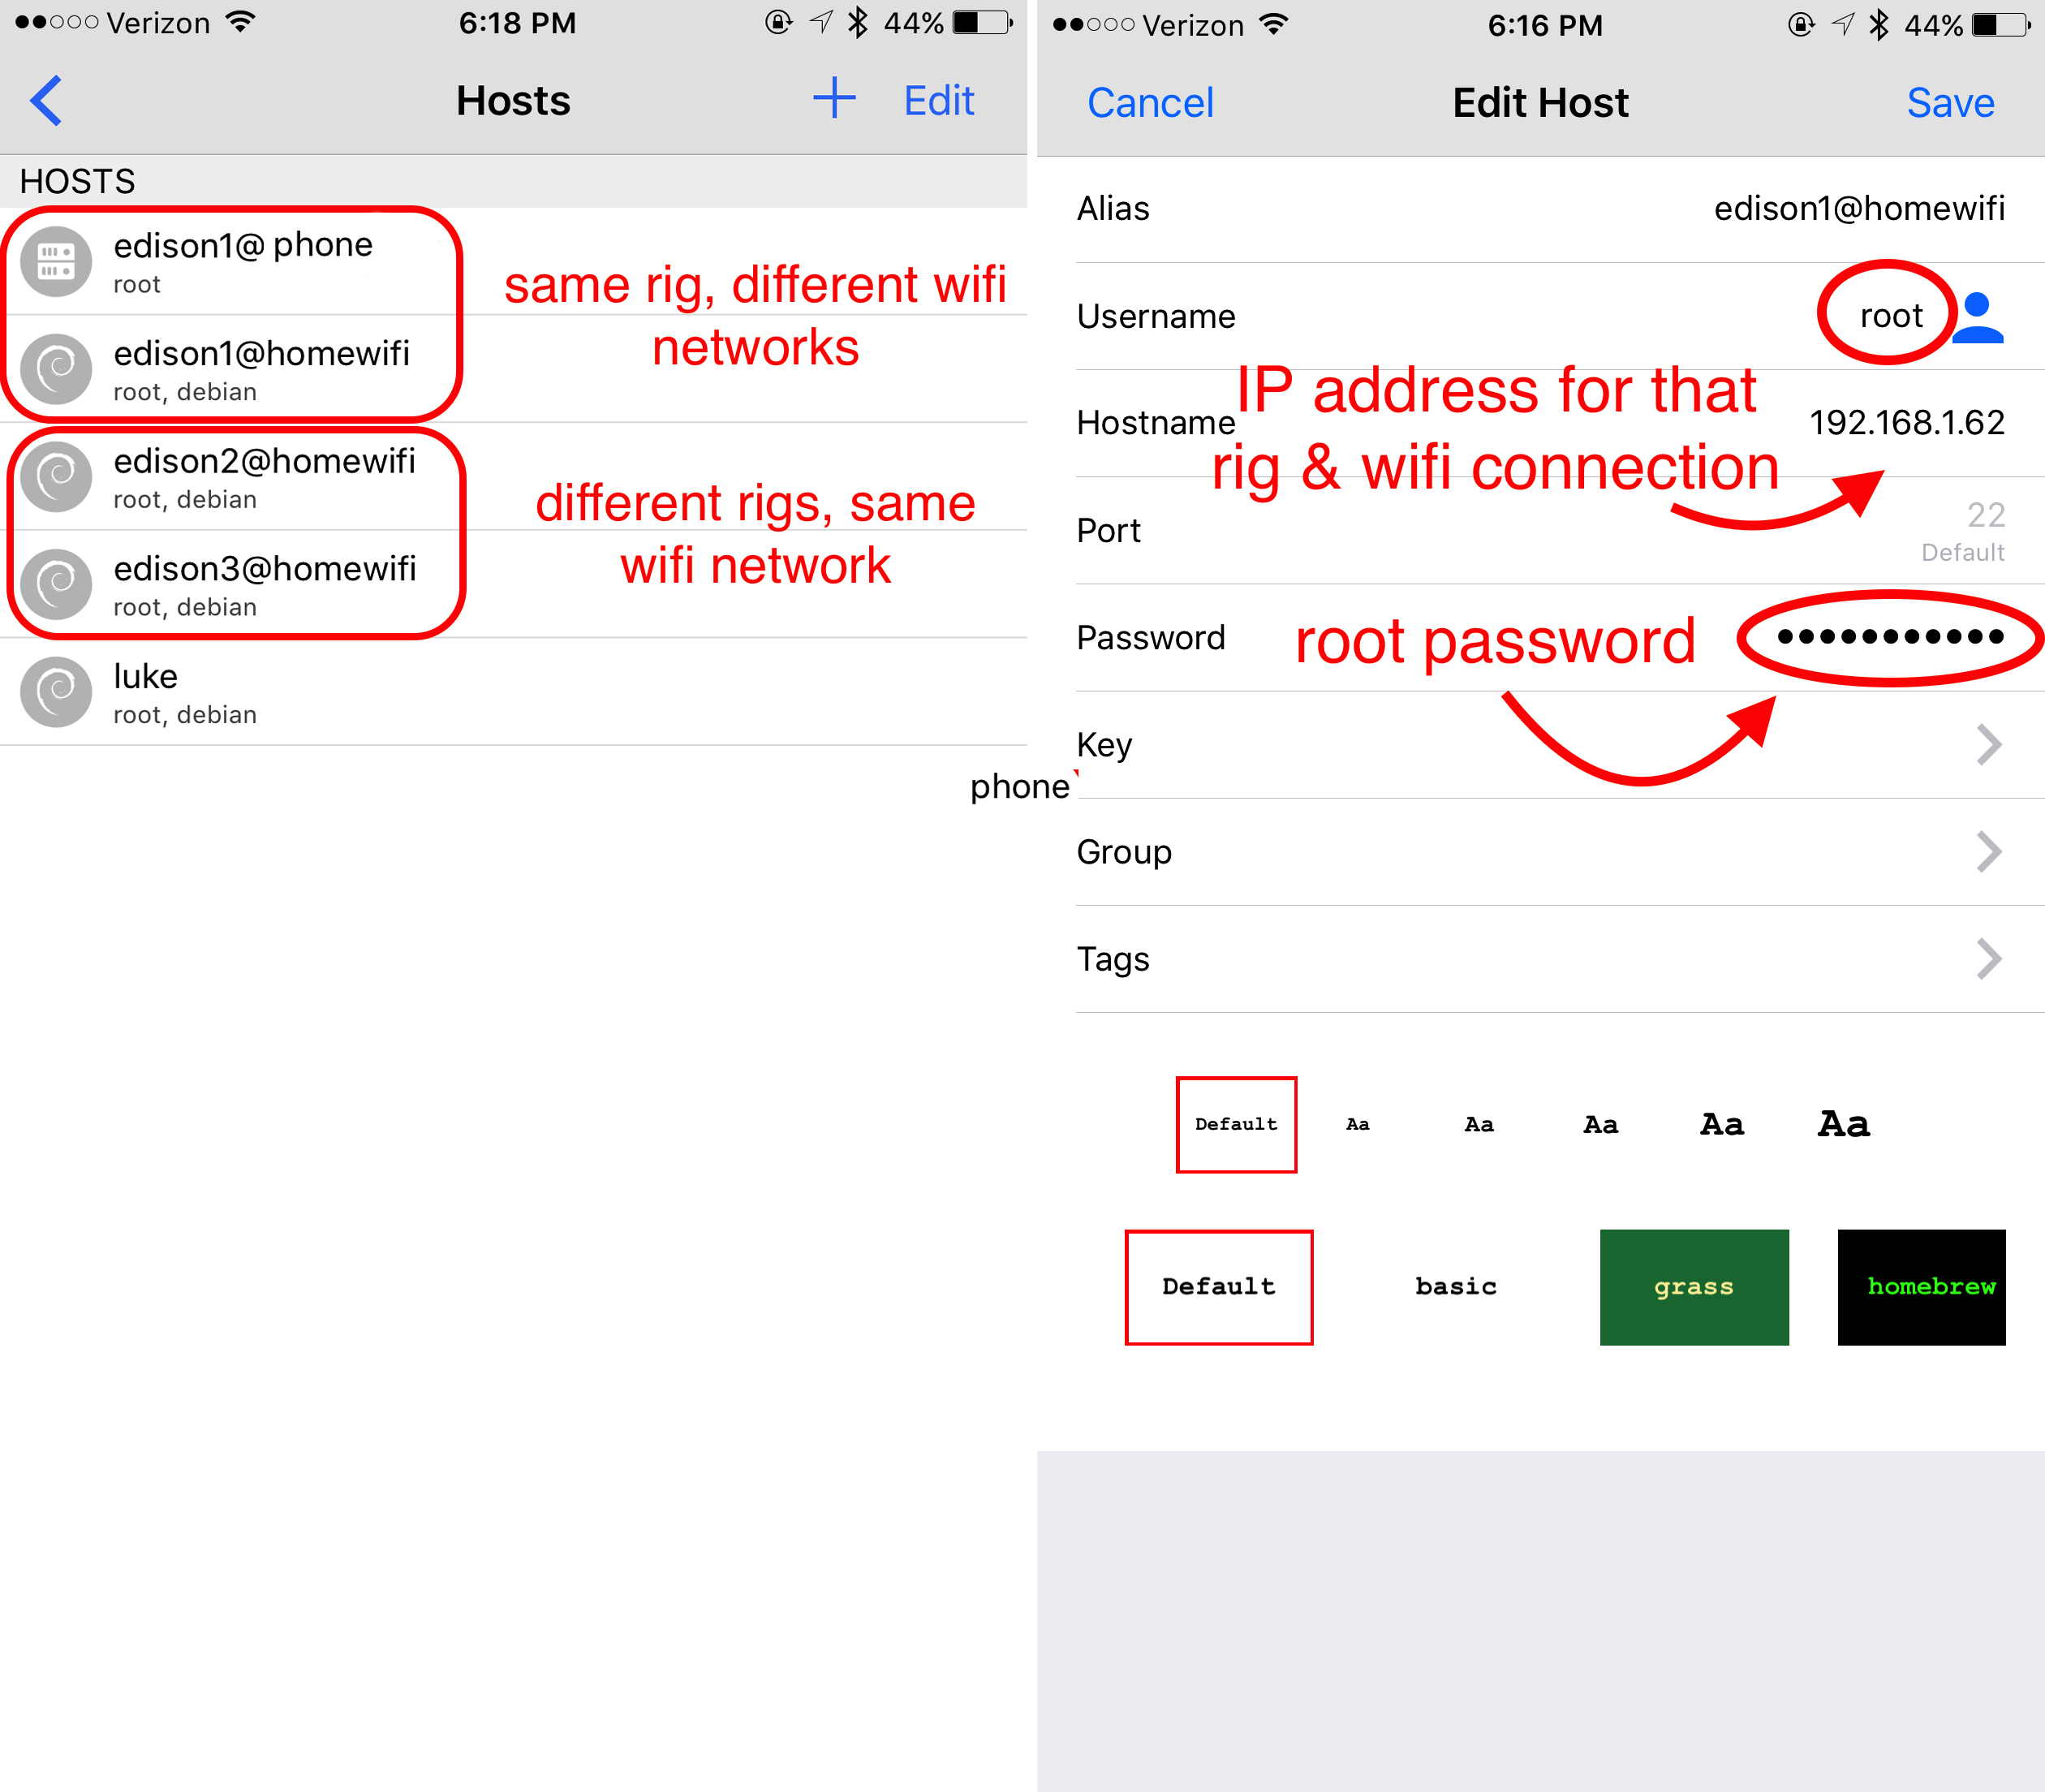 Verizon 6:18 PM 44%
Hosts Edit
HOSTS
edison1@ phone
root
edison1@homewifi
root, debian
same rig, different wifi
networks
edison2@homewifi
root, debian
edison3@homewifi
root, debian
different rigs, same
wifi network
luke
root, debian
phone
Verizon 6:16 PM 44%
Cancel Edit Host Save
Alias edison1@homewifi
Username root
IP address for that
rig & wifi connection
Hostname 192.168.1.62
Port 22
Default
Password root password ●●●●●●●●●●●
Key
Group
Tags
Default Aa Aa Aa Aa Aa
Default basic grass homebrew